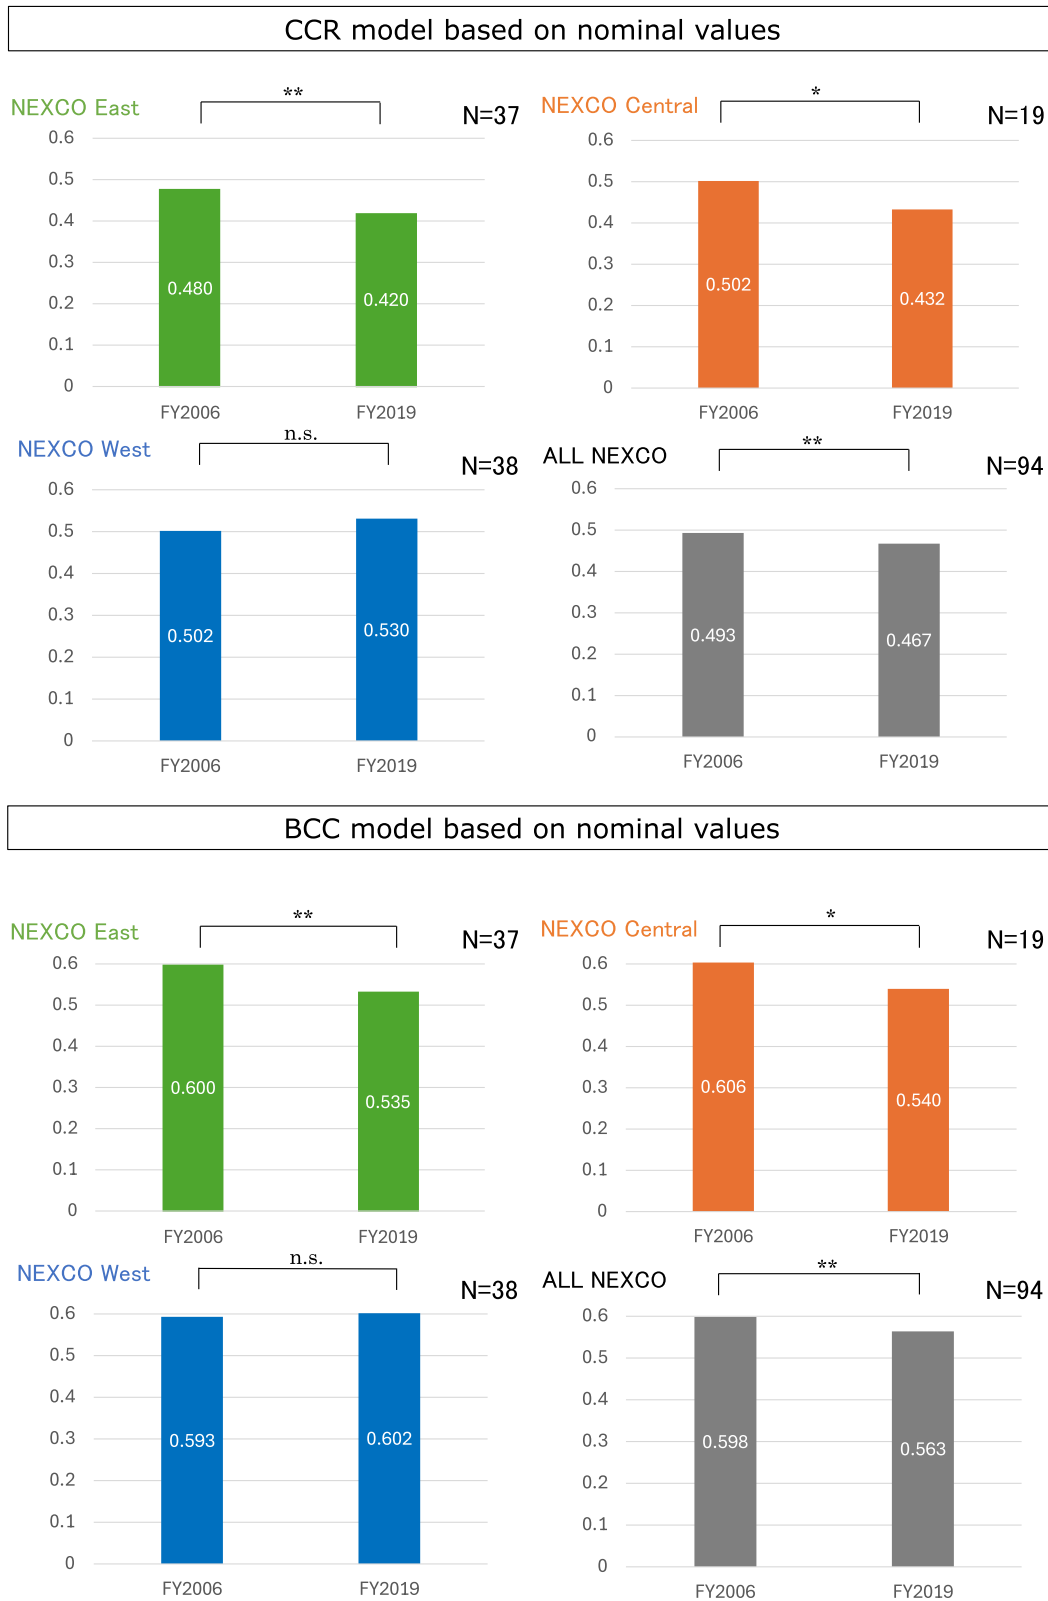 CCR model based on nominal values
NEXCO East
**
N=37
0.6
0.5
0.4
0.3
0.2
0.1
0
0.480
0.420
FY2006
FY2019
NEXCO Central
*
N=19
0.6
0.5
0.4
0.3
0.2
0.1
0
0.502
0.432
FY2006
FY2019
NEXCO West
n.s.
N=38
0.6
0.5
0.4
0.3
0.2
0.1
0
0.502
0.530
FY2006
FY2019
ALL NEXCO
**
N=94
0.6
0.5
0.4
0.3
0.2
0.1
0
0.493
0.467
FY2006
FY2019
BCC model based on nominal values
NEXCO East
**
N=37
0.6
0.5
0.4
0.3
0.2
0.1
0
0.600
0.535
FY2006
FY2019
NEXCO Central
*
N=19
0.6
0.5
0.4
0.3
0.2
0.1
0
0.606
0.540
FY2006
FY2019
NEXCO West
n.s.
N=38
0.6
0.5
0.4
0.3
0.2
0.1
0
0.593
0.602
FY2006
FY2019
ALL NEXCO
**
N=94
0.6
0.5
0.4
0.3
0.2
0.1
0
0.598
0.563
FY2006
FY2019